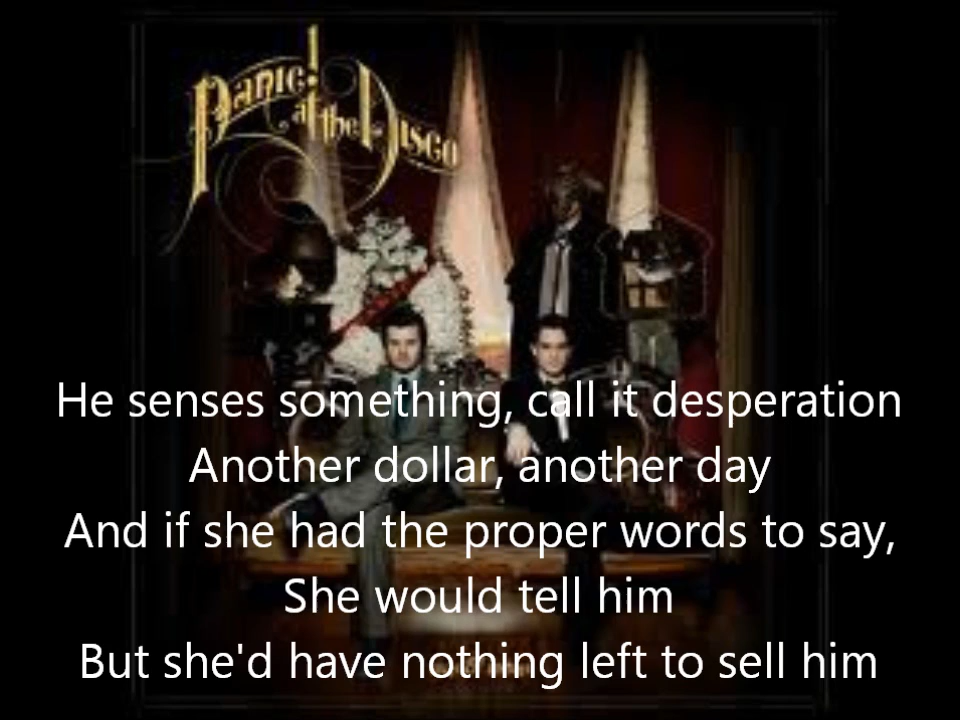 Panic! at the Disco
He senses something, call it desperation
Another dollar, another day
And if she had the proper words to say,
She would tell him
But she'd have nothing left to sell him